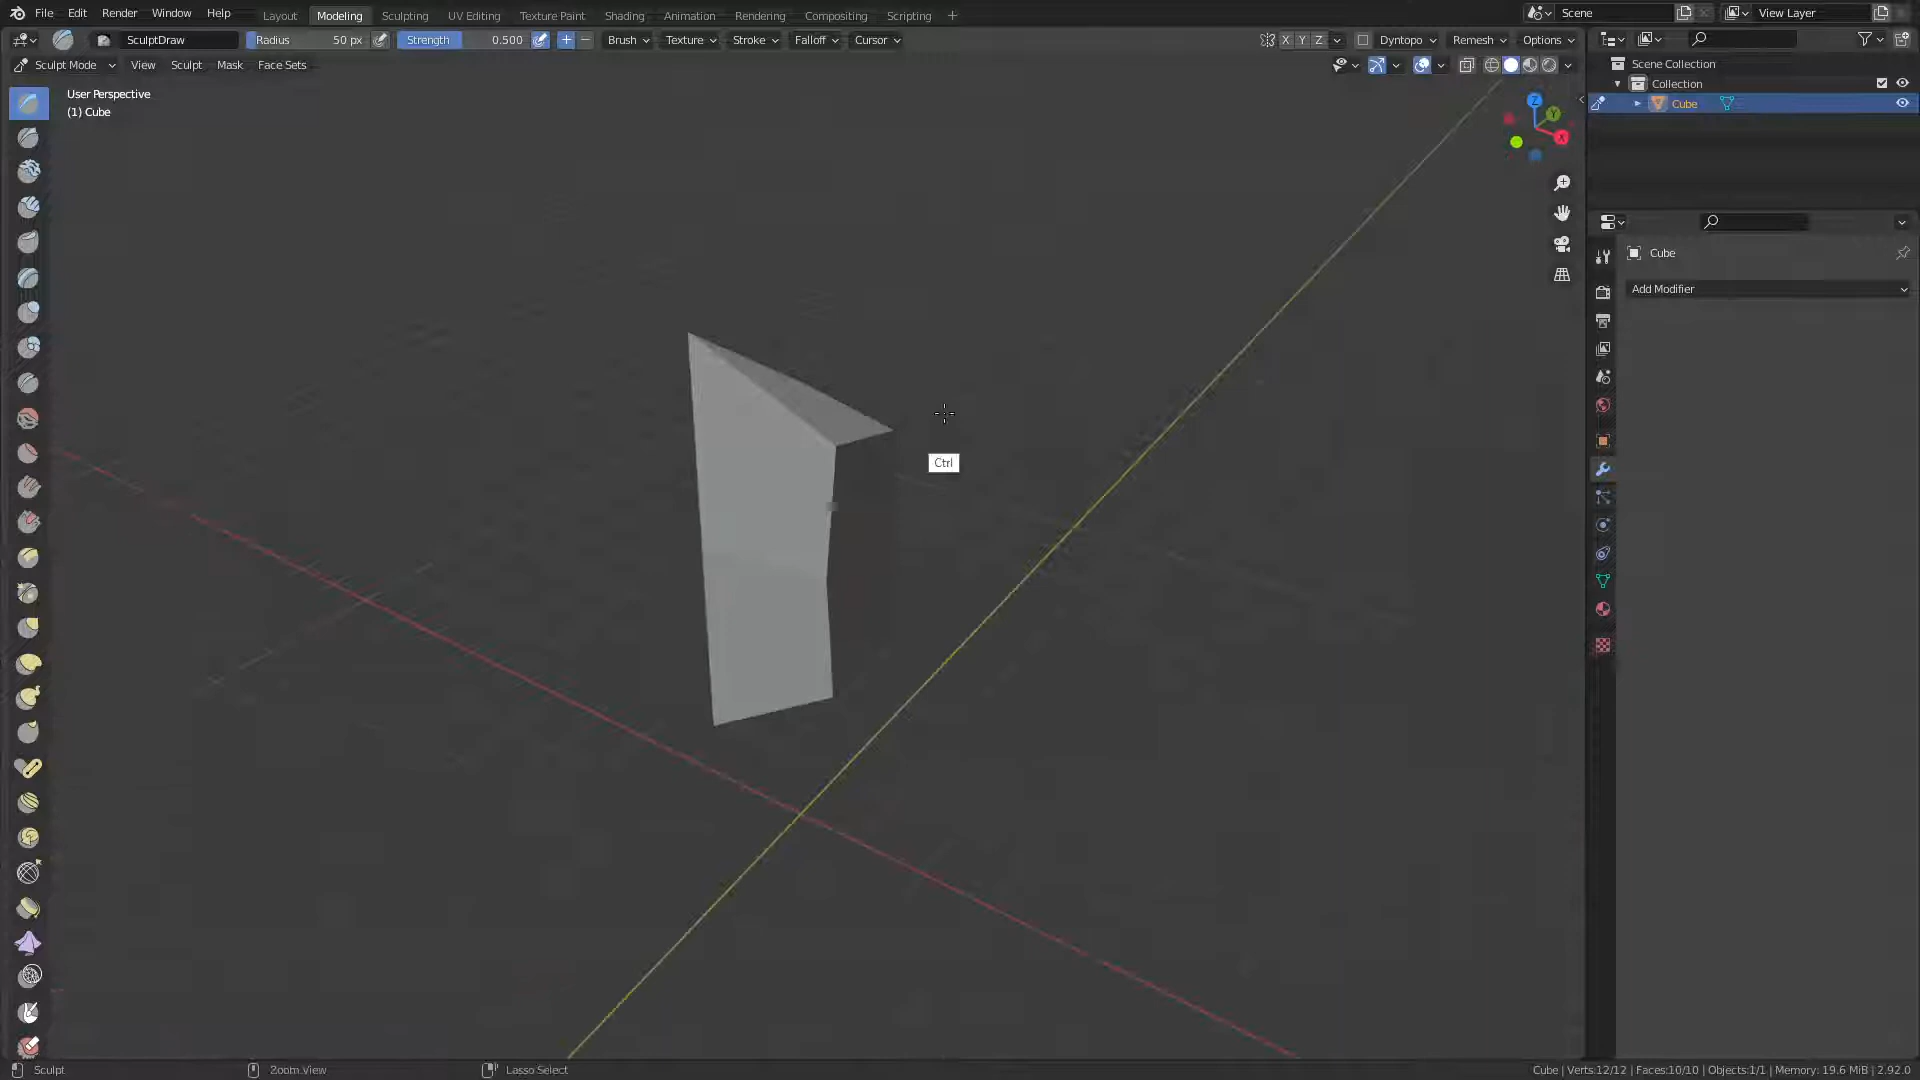 File Edit Render Window Help Layout Modeling Sculpting UV Editing Texture Paint Shading Animation Rendering Compositing Scripting + Scene View Layer
SculptDraw Radius 50 px Strength 0.500 Brush Texture Stroke Falloff Cursor X Y Z Dyntopo Remesh Options
Sculpt Mode View Sculpt Mask Face Sets
Scene Collection
Collection
Cube
User Perspective
(1) Cube
Z
Y
X
Cube
Add Modifier
Ctrl
Sculpt Zoom View Lasso Select Cube | Verts:12/12 | Faces:10/10 | Objects:1/1 | Memory: 19.6 MiB | 2.92.0